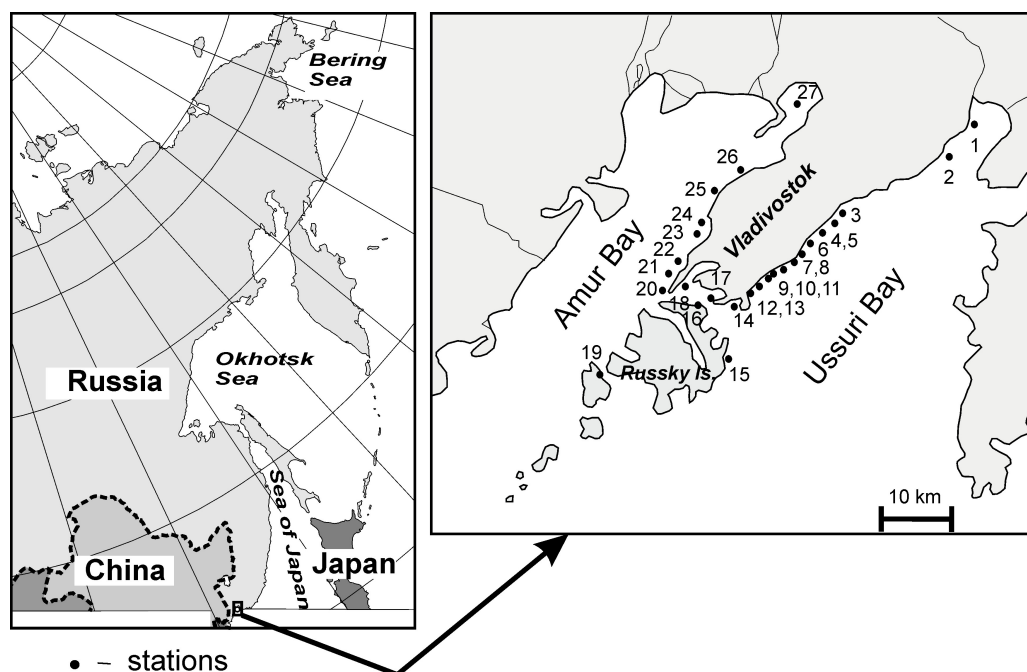 Bering
Sea
Okhotsk
Sea
Russia
Sea of Japan
China
Japan
● – stations
27
1
2
26
25
3
24
4,5
23
Vladivostok
6
22
7,8
21
17
9,10,11
20
18
12,13
16
14
Amur Bay
Ussuri Bay
19
Russky Is.
15
10 km